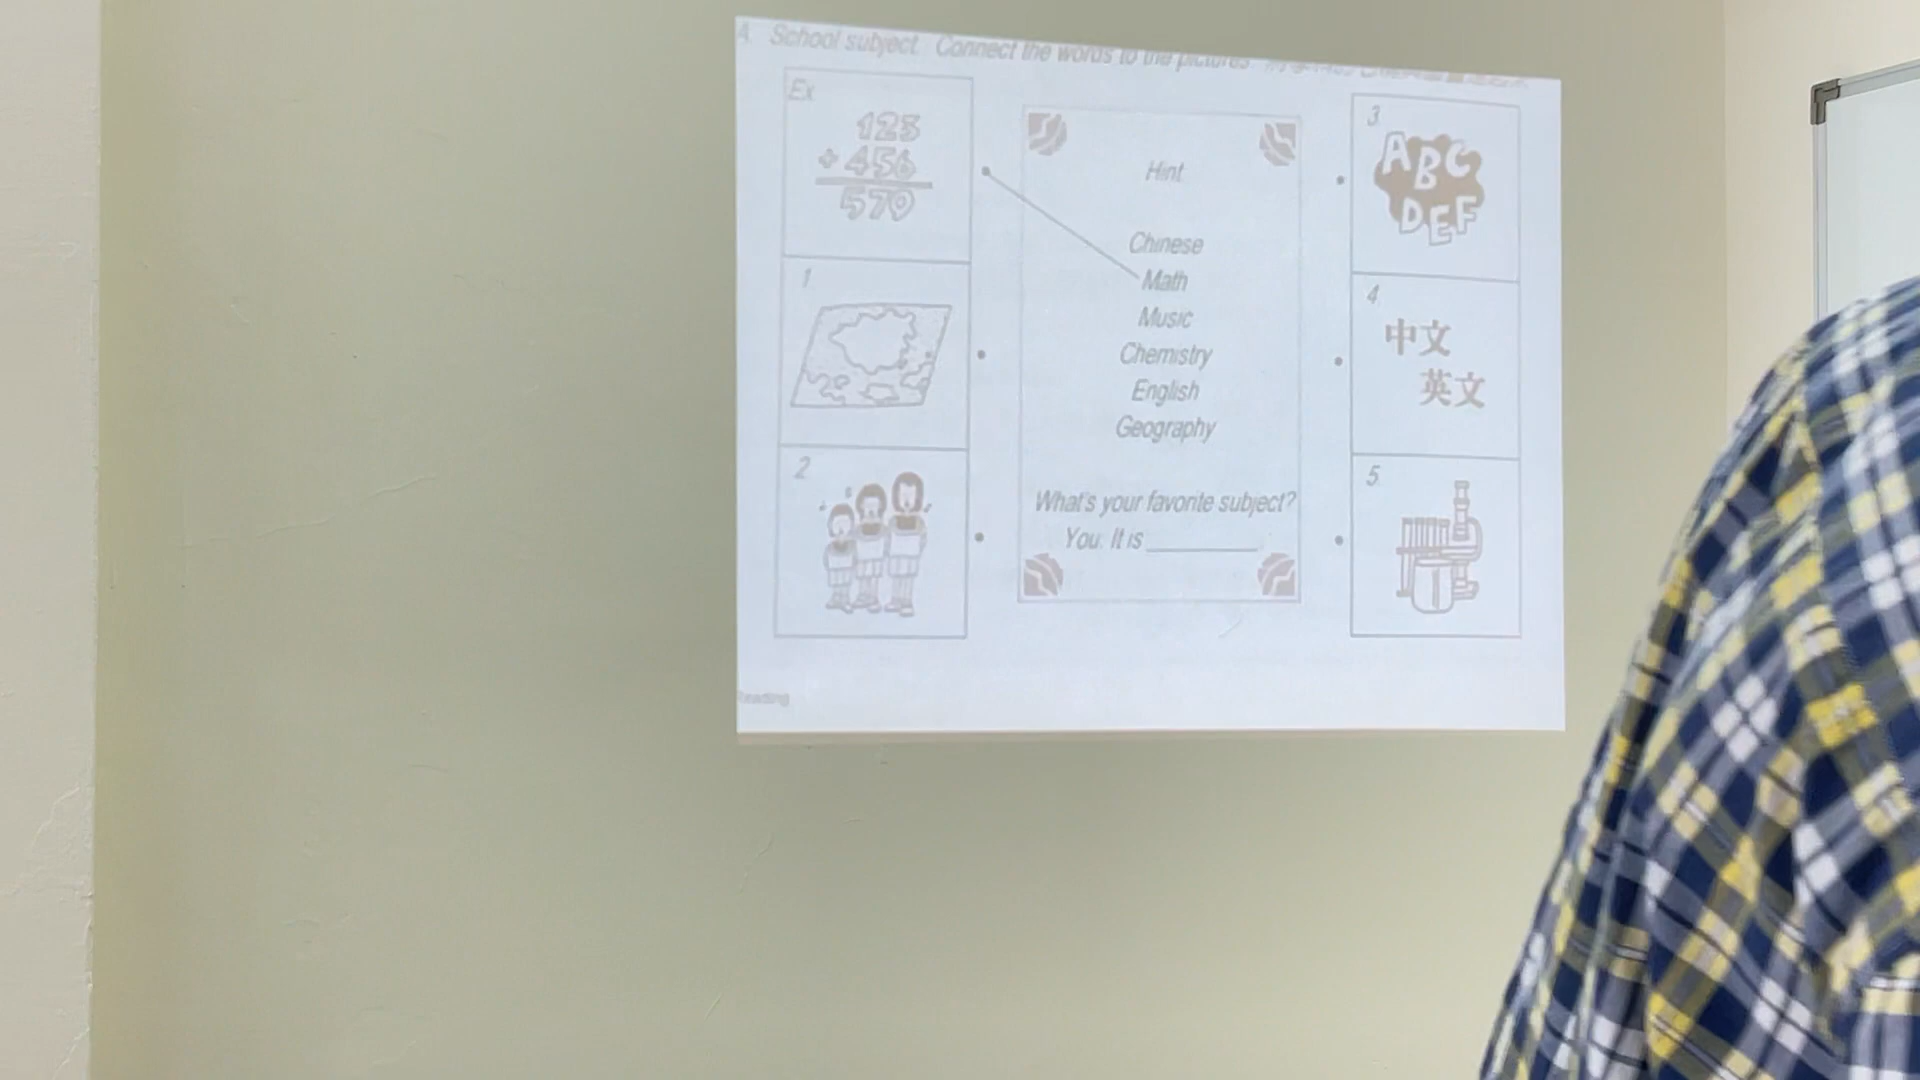 4. School subject. Connect the words to the pictures.
Ex
123
+ 456
579
1
2
Hint
Chinese
Math
Music
Chemistry
English
Geography
What's your favorite subject?
You: It is
3
ABC
DEF
4
中文
英文
5
Reading